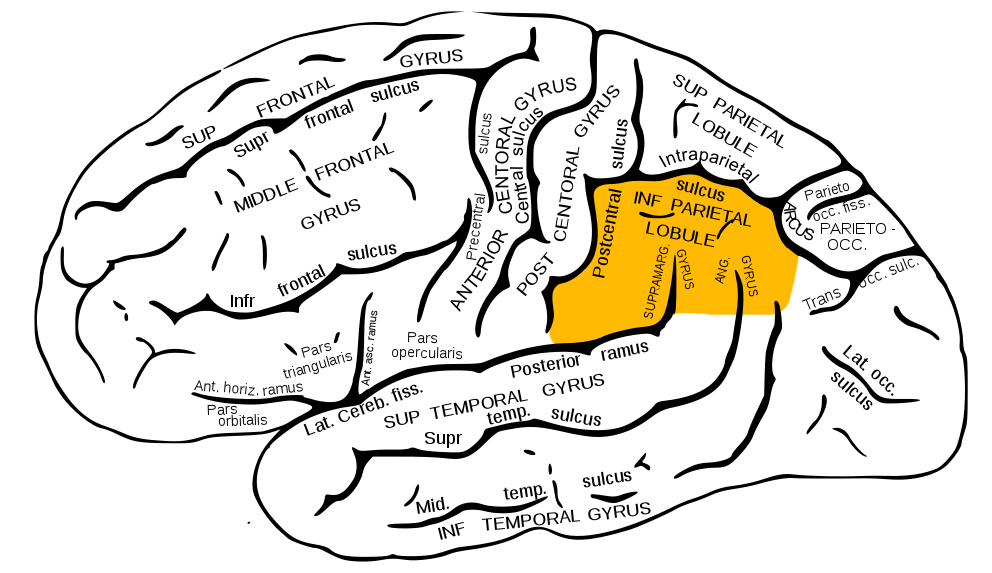 SUP FRONTAL GYRUS
Supr frontal sulcus
MIDDLE FRONTAL
GYRUS
Infr frontal sulcus
Precentral sulcus
ANTERIOR CENTORAL GYRUS
Central sulcus
POST CENTORAL GYRUS
Postcentral sulcus
SUP PARIETAL
LOBULE
Intraparietal
sulcus
INF PARIETAL
LOBULE
SUPRAMARG.
GYRUS
ANG.
GYRUS
ARCUS
Parieto
occ. fiss.
PARIETO -
OCC.
Trans occ. sulc.
Lat. occ.
sulcus
Pars
triangularis
Ant. asc. ramus
Pars
opercularis
Ant. horiz. ramus
Pars
orbitalis
Lat. Cereb. fiss.
Posterior ramus
SUP TEMPORAL GYRUS
Supr temp. sulcus
Mid. temp. sulcus
INF TEMPORAL GYRUS